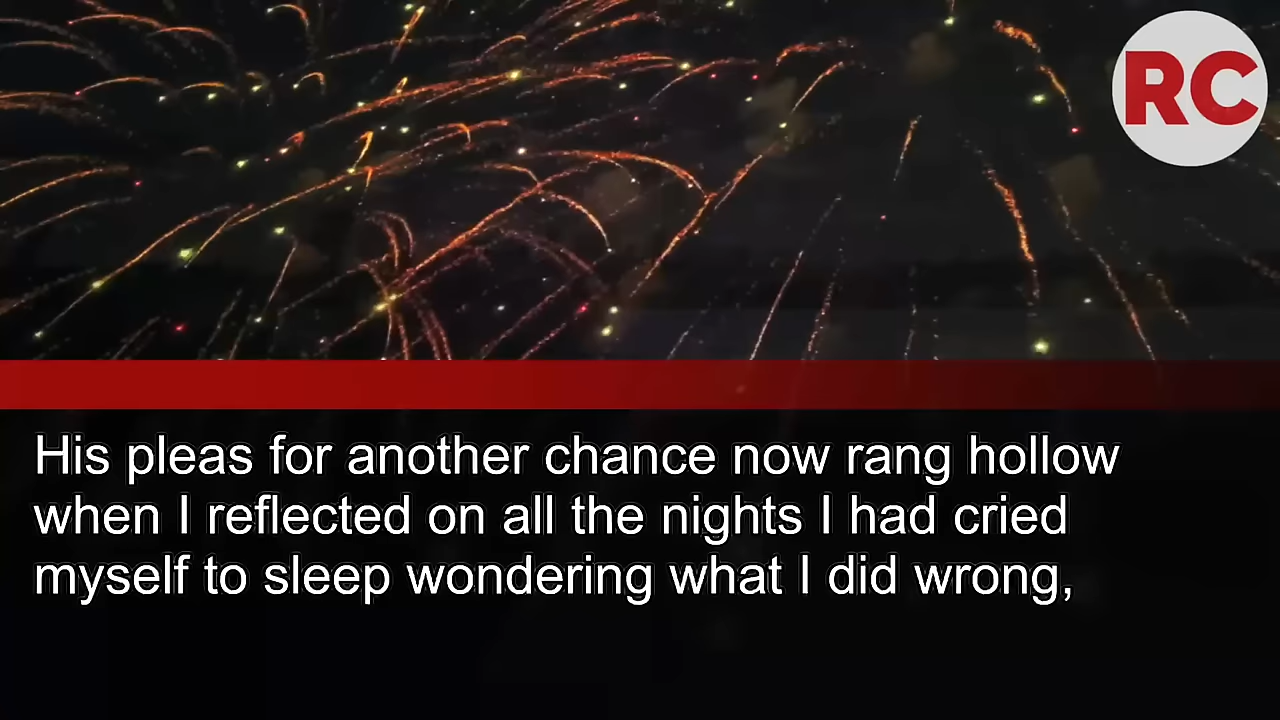 RC
His pleas for another chance now rang hollow
when I reflected on all the nights I had cried
myself to sleep wondering what I did wrong,